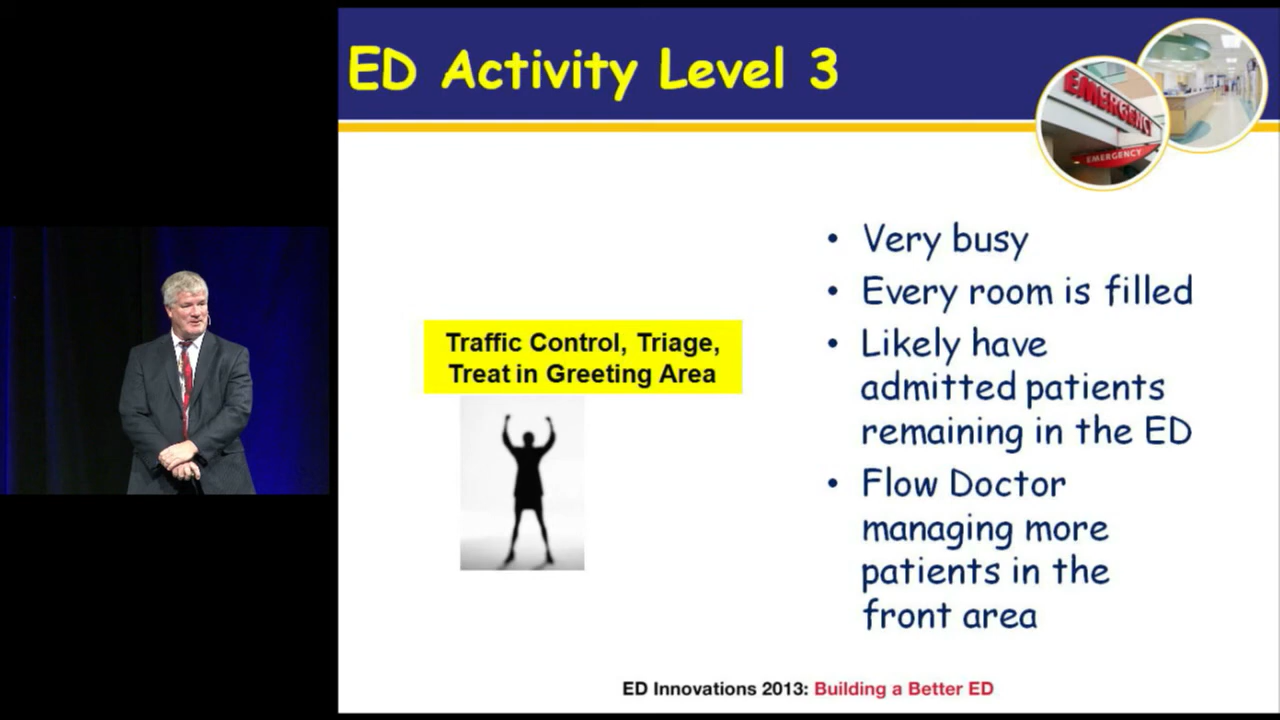 ED Activity Level 3
EMERGENCY
EMERGENCY
• Very busy
• Every room is filled
• Likely have
admitted patients
remaining in the ED
• Flow Doctor
managing more
patients in the
front area
Traffic Control, Triage,
Treat in Greeting Area
ED Innovations 2013: Building a Better ED